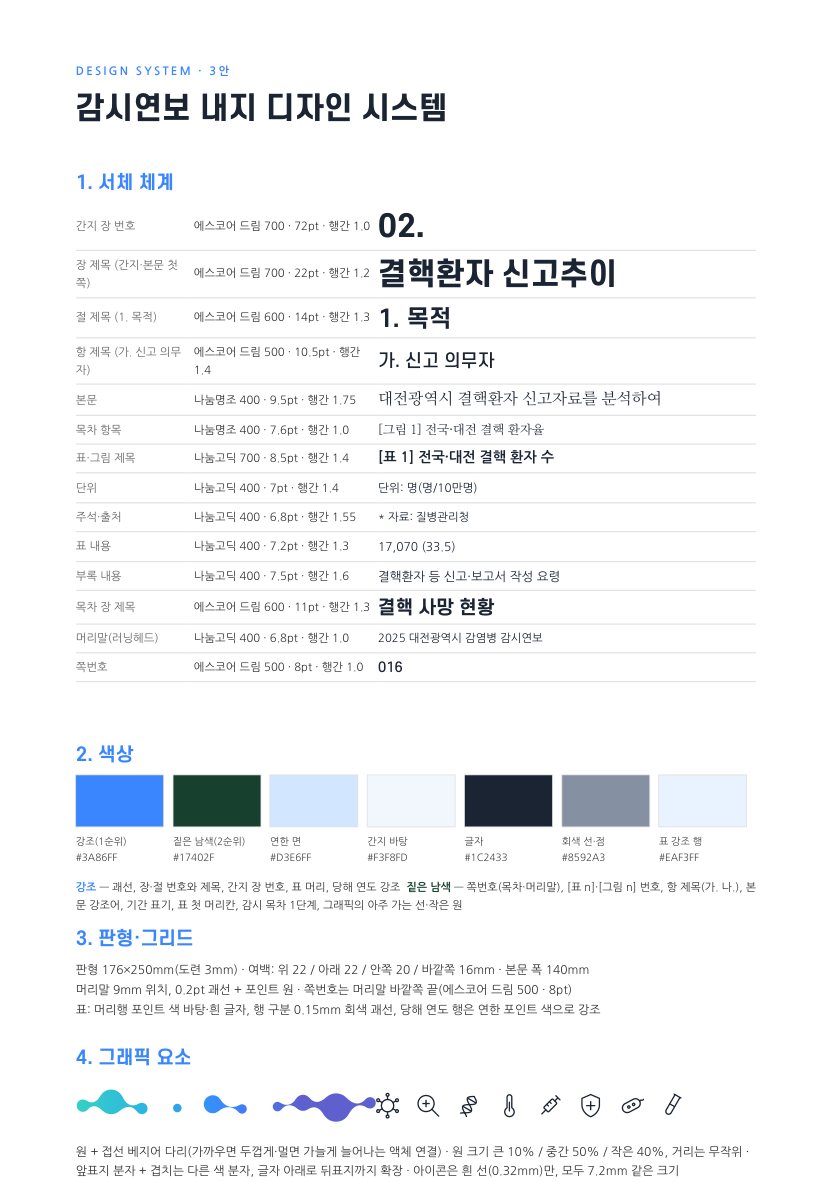 DESIGN SYSTEM · 3안
감시연보 내지 디자인 시스템
1. 서체 체계
간지 장 번호 에스코어 드림 700 · 72pt · 행간 1.0 02.
장 제목 (간지·본문 첫
쪽) 에스코어 드림 700 · 22pt · 행간 1.2 결핵환자 신고추이
절 제목 (1. 목적) 에스코어 드림 600 · 14pt · 행간 1.3 1. 목적
항 제목 (가. 신고 의무
자) 에스코어 드림 500 · 10.5pt · 행간
1.4 가. 신고 의무자
본문 나눔명조 400 · 9.5pt · 행간 1.75 대전광역시 결핵환자 신고자료를 분석하여
목차 항목 나눔명조 400 · 7.6pt · 행간 1.0 [그림 1] 전국·대전 결핵 환자율
표·그림 제목 나눔고딕 700 · 8.5pt · 행간 1.4 [표 1] 전국·대전 결핵 환자 수
단위 나눔고딕 400 · 7pt · 행간 1.4 단위: 명(명/10만명)
주석·출처 나눔고딕 400 · 6.8pt · 행간 1.55 * 자료: 질병관리청
표 내용 나눔고딕 400 · 7.2pt · 행간 1.3 17,070 (33.5)
부록 내용 나눔고딕 400 · 7.5pt · 행간 1.6 결핵환자 등 신고·보고서 작성 요령
목차 장 제목 에스코어 드림 600 · 11pt · 행간 1.3 결핵 사망 현황
머리말(러닝헤드) 나눔고딕 400 · 6.8pt · 행간 1.0 2025 대전광역시 감염병 감시연보
쪽번호 에스코어 드림 500 · 8pt · 행간 1.0 016
2. 색상
강조(1순위) 짙은 남색(2순위) 연한 면 간지 바탕 글자 회색 선·점 표 강조 행
#3A86FF #17402F #D3E6FF #F3F8FD #1C2433 #8592A3 #EAF3FF
강조 — 괘선, 장·절 번호와 제목, 간지 장 번호, 표 머리, 당해 연도 강조 짙은 남색 — 쪽번호(목차·머리말), [표 n]·[그림 n] 번호, 항 제목(가. 나.), 본
문 강조어, 기간 표기, 표 첫 머리칸, 감시 목차 1단계, 그래픽의 아주 가는 선·작은 원
3. 판형·그리드
판형 176×250mm(도련 3mm) · 여백: 위 22 / 아래 22 / 안쪽 20 / 바깥쪽 16mm · 본문 폭 140mm
머리말 9mm 위치, 0.2pt 괘선 + 포인트 원 · 쪽번호는 머리말 바깥쪽 끝(에스코어 드림 500 · 8pt)
표: 머리행 포인트 색 바탕·흰 글자, 행 구분 0.15mm 회색 괘선, 당해 연도 행은 연한 포인트 색으로 강조
4. 그래픽 요소
원 + 접선 베지어 다리(가까우면 두껍게·멀면 가늘게 늘어나는 액체 연결) · 원 크기 큰 10% / 중간 50% / 작은 40%, 거리는 무작위 ·
앞표지 분자 + 겹치는 다른 색 분자, 글자 아래로 뒤표지까지 확장 · 아이콘은 흰 선(0.32mm)만, 모두 7.2mm 같은 크기